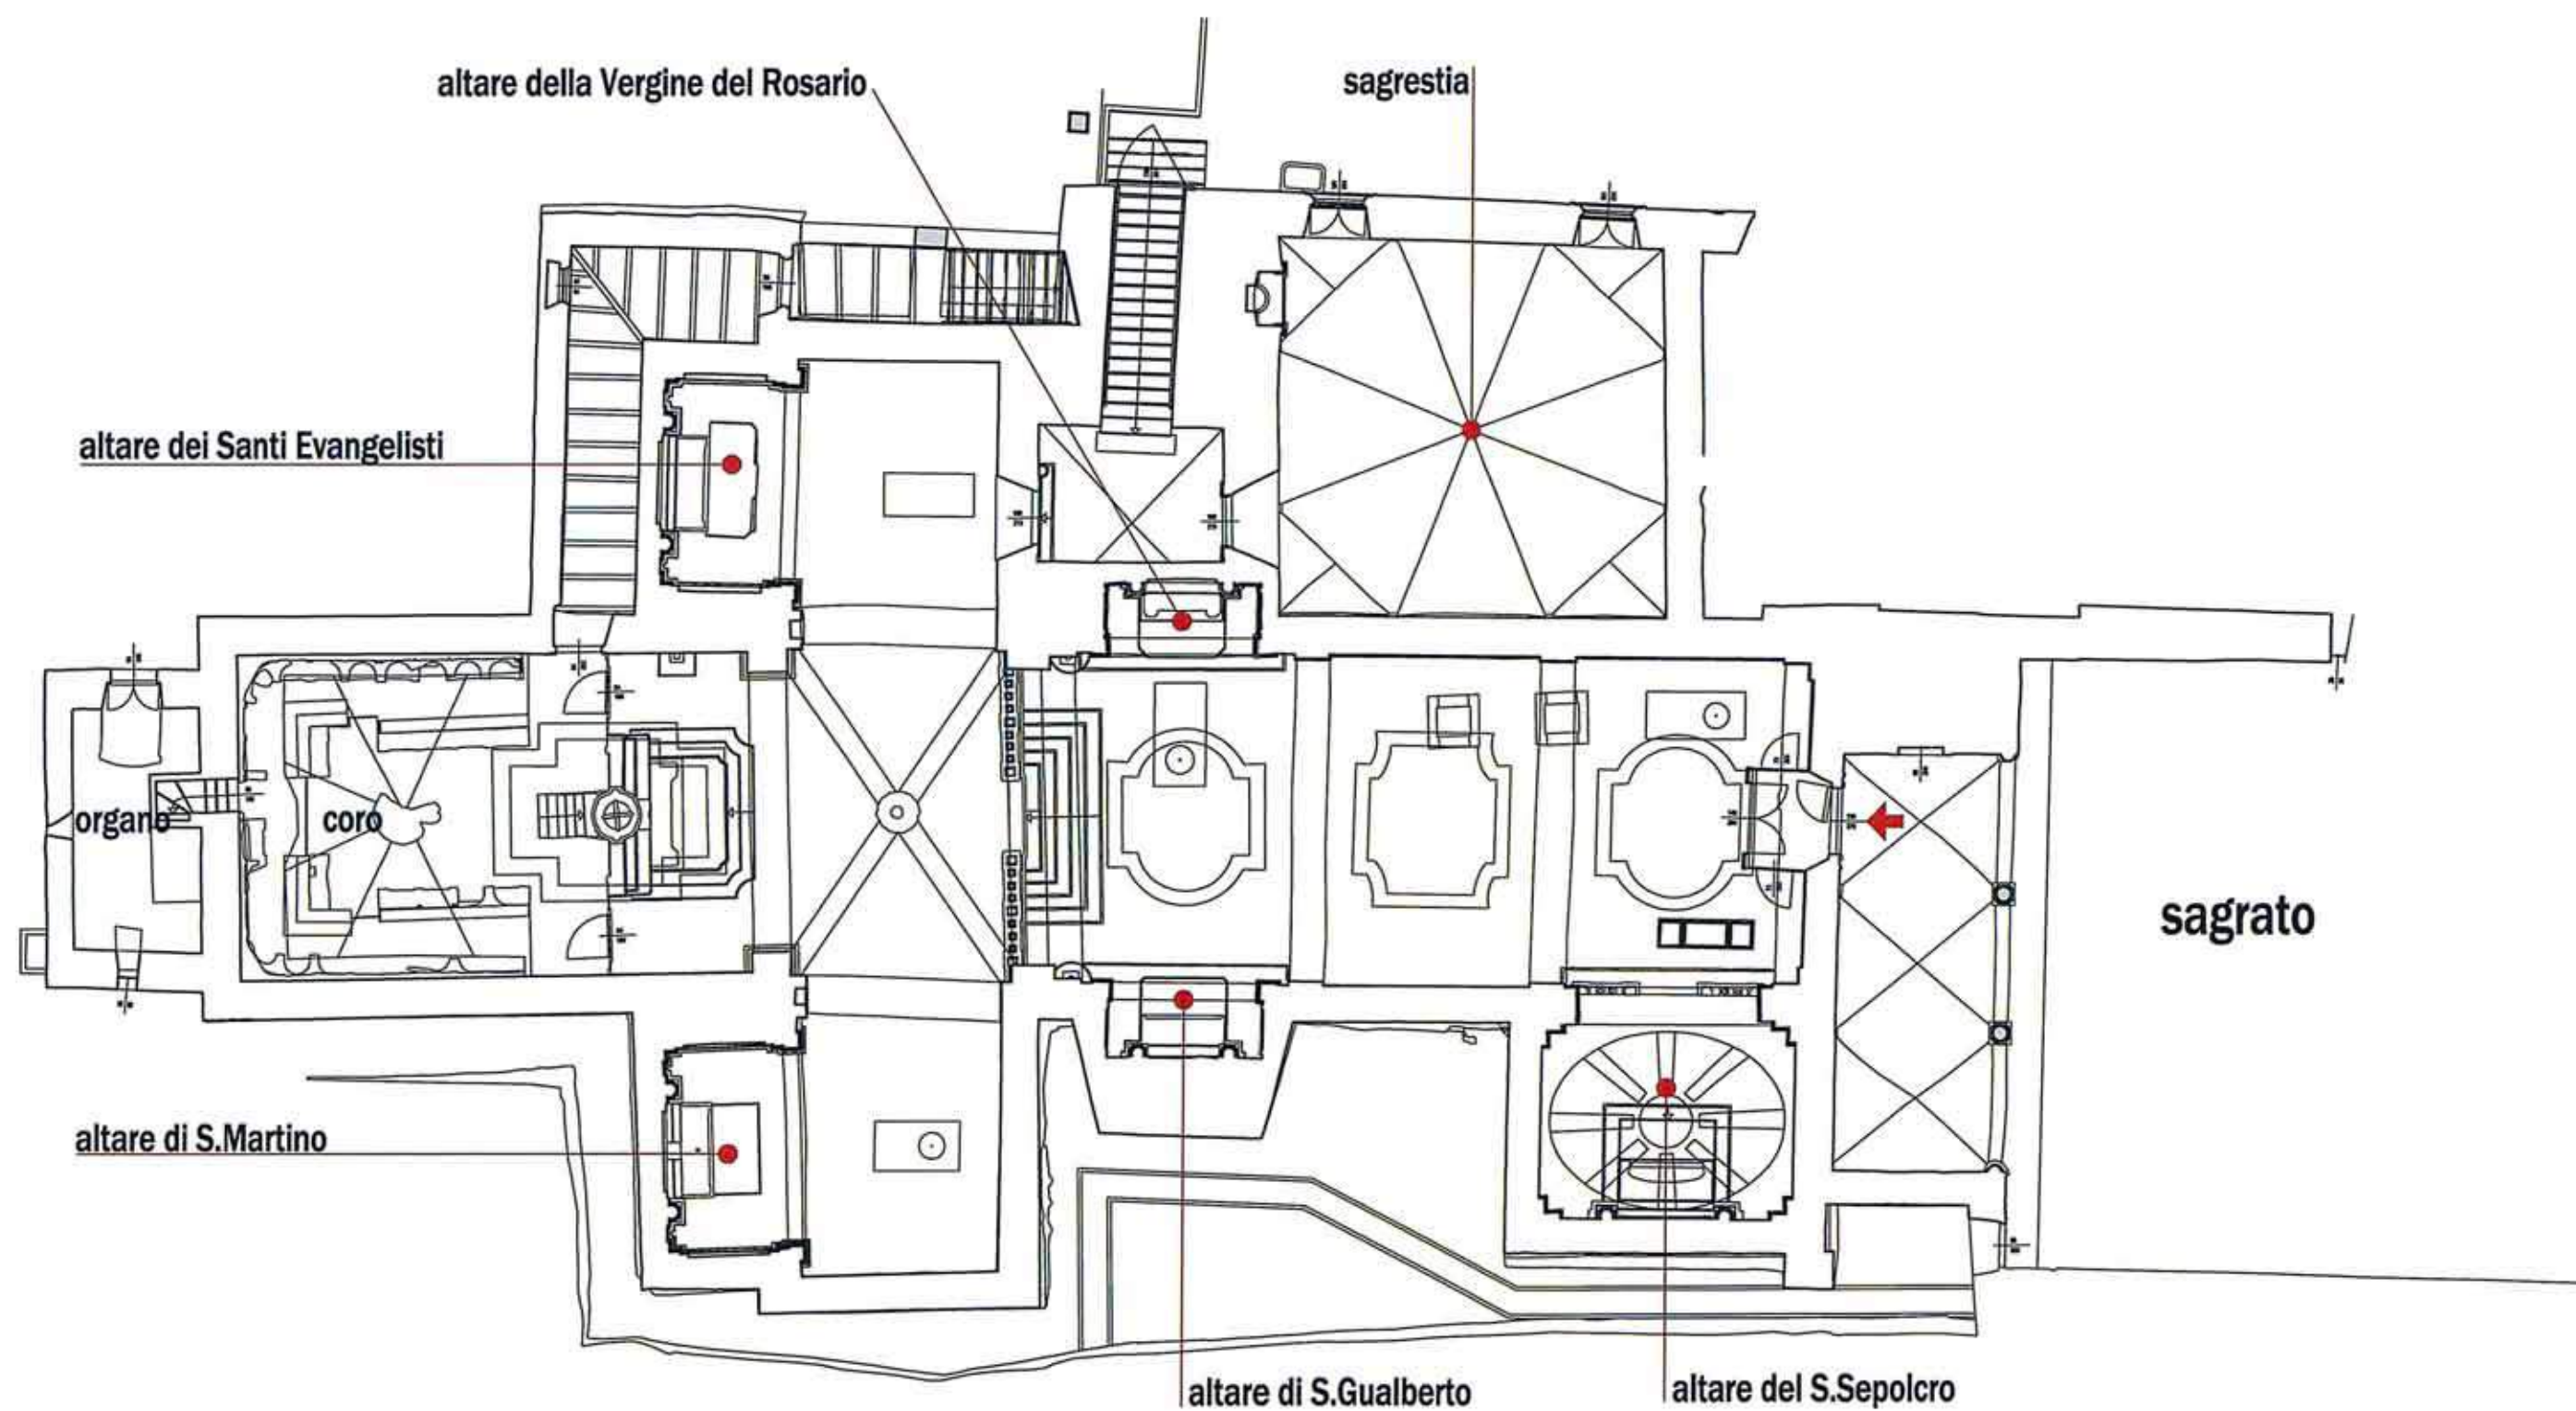 altare della Vergine del Rosario
sagrestia
altare dei Santi Evangelisti
organo
coro
sagrato
altare di S.Martino
altare di S.Gualberto
altare del S.Sepolcro